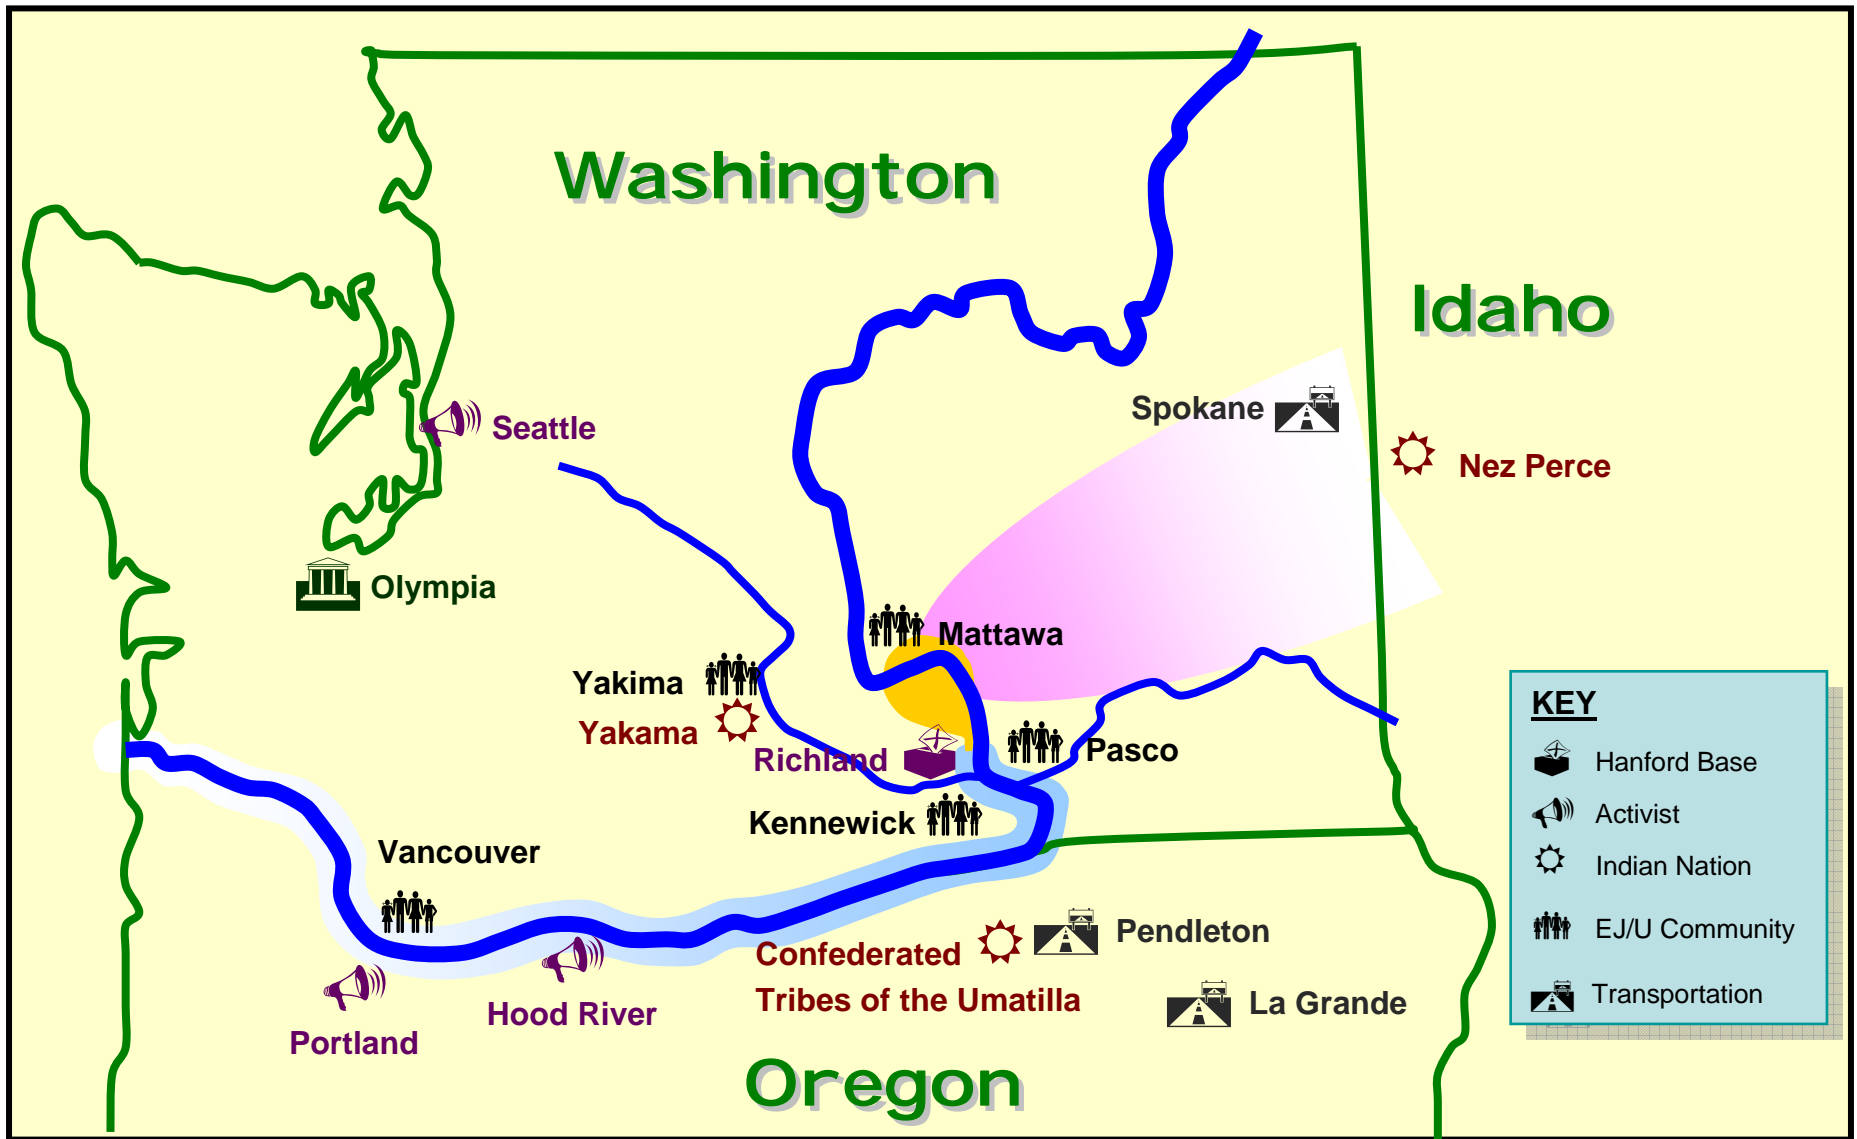 Washington
Idaho
Spokane
Seattle
Nez Perce
Olympia
Mattawa
Yakima
Yakama
Richland
Pasco
Kennewick
Vancouver
Confederated
Tribes of the Umatilla
Pendleton
La Grande
Hood River
Portland
Oregon
KEY
Hanford Base
Activist
Indian Nation
EJ/U Community
Transportation